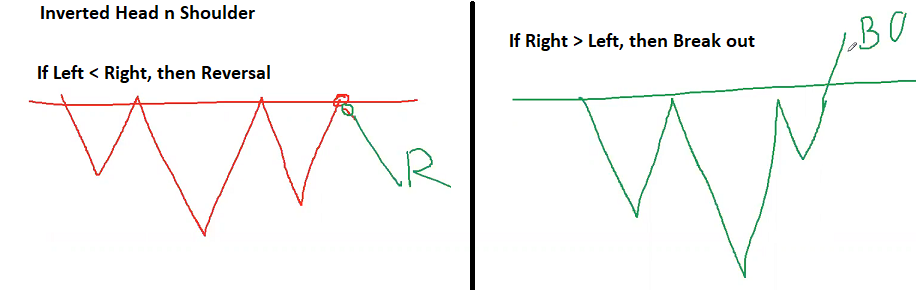 Inverted Head n Shoulder
If Left < Right, then Reversal
R
If Right > Left, then Break out
BO